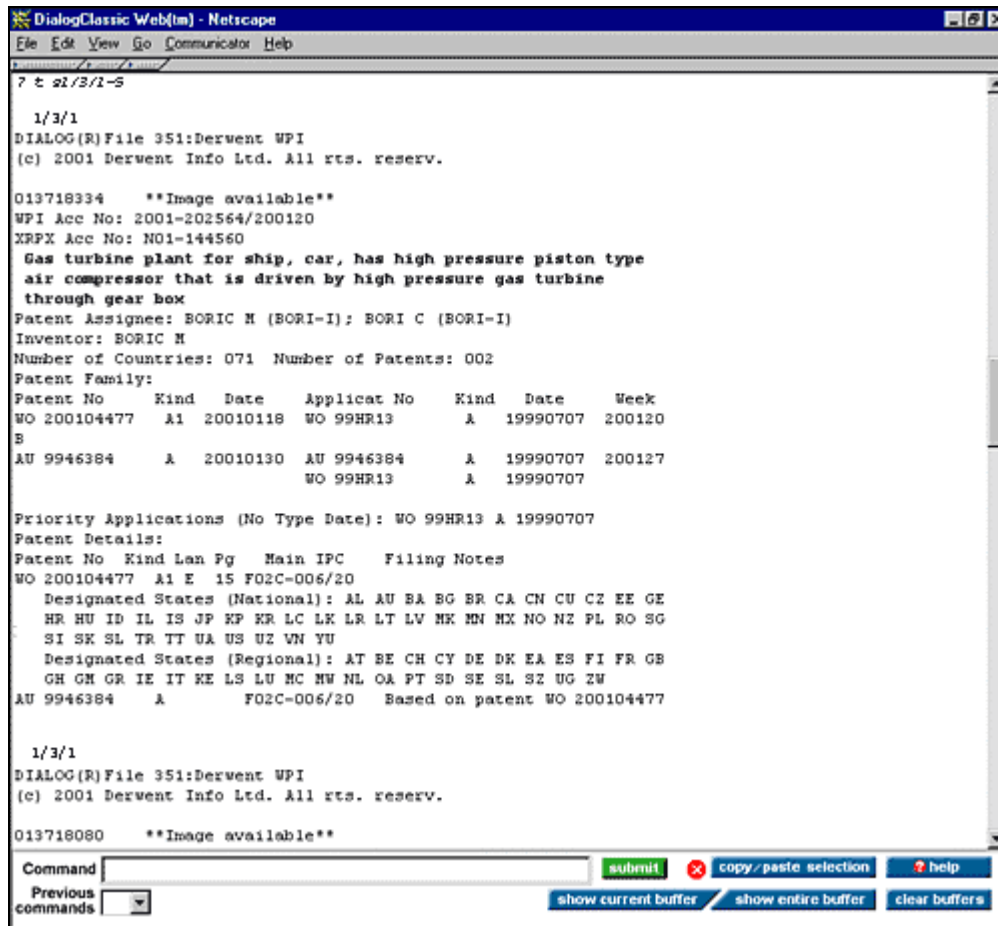 DialogClassic Web(tm) - Netscape
File Edit View Go Communicator Help
? t s1/3/1-5
1/3/1
DIALOG(R)File 351:Derwent WPI
(c) 2001 Derwent Info Ltd. All rts. reserv.
013718334 **Image available**
WPI Acc No: 2001-202564/200120
XRPX Acc No: N01-144560
Gas turbine plant for ship, car, has high pressure piston type
air compressor that is driven by high pressure gas turbine
through gear box
Patent Assignee: BORIC M (BORI-I); BORI C (BORI-I)
Inventor: BORIC M
Number of Countries: 071 Number of Patents: 002
Patent Family:
Patent No Kind Date Applicat No Kind Date Week
WO 200104477 A1 20010118 WO 99HR13 A 19990707 200120
B
AU 9946384 A 20010130 AU 9946384 A 19990707 200127
WO 99HR13 A 19990707
Priority Applications (No Type Date): WO 99HR13 A 19990707
Patent Details:
Patent No Kind Lan Pg Main IPC Filing Notes
WO 200104477 A1 E 15 F02C-006/20
Designated States (National): AL AU BA BG BR CA CN CU CZ EE GE
HR HU ID IL IS JP KP KR LC LK LR LT LV MK MN MX NO NZ PL RO SG
SI SK SL TR TT UA US UZ VN YU
Designated States (Regional): AT BE CH CY DE DK EA ES FI FR GB
GH GM GR IE IT KE LS LU MC MW NL OA PT SD SE SL SZ UG ZW
AU 9946384 A F02C-006/20 Based on patent WO 200104477
1/3/1
DIALOG(R)File 351:Derwent WPI
(c) 2001 Derwent Info Ltd. All rts. reserv.
013718080 **Image available**
Command submit copy/paste selection ? help
Previous commands show current buffer show entire buffer clear buffers